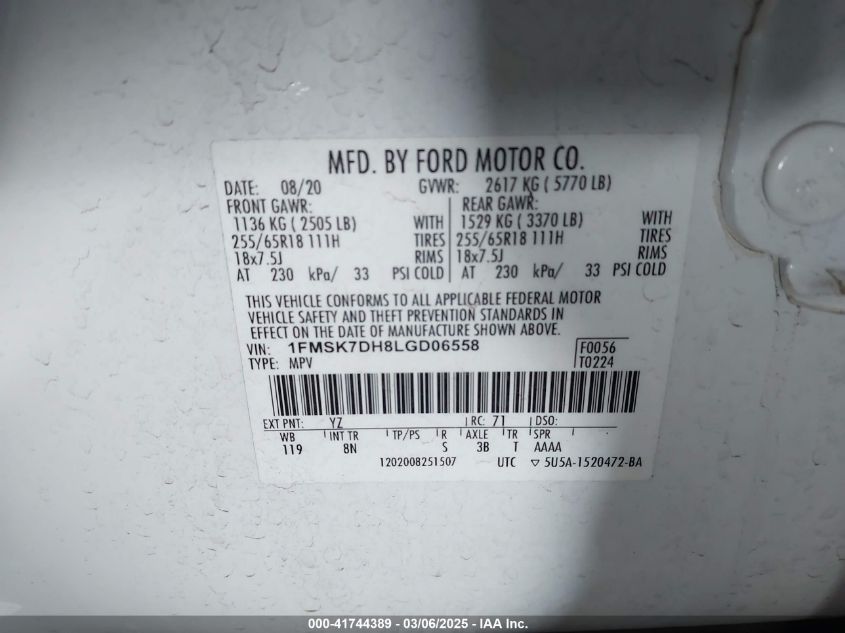 MFD. BY FORD MOTOR CO.
DATE: 08/20 GVWR: 2617 KG ( 5770 LB)
FRONT GAWR: REAR GAWR:
1136 KG ( 2505 LB) WITH 1529 KG ( 3370 LB) WITH
255/65R18 111H TIRES 255/65R18 111H TIRES
18x7.5J RIMS 18x7.5J RIMS
AT 230 kPa/ 33 PSI COLD AT 230 kPa/ 33 PSI COLD
THIS VEHICLE CONFORMS TO ALL APPLICABLE FEDERAL MOTOR
VEHICLE SAFETY AND THEFT PREVENTION STANDARDS IN
EFFECT ON THE DATE OF MANUFACTURE SHOWN ABOVE.
VIN: 1FMSK7DH8LGD06558 F0056
TYPE: MPV T0224
EXT PNT: YZ RC: 71 DSO:
WB INT TR TP/PS R AXLE TR SPR
119 8N S 3B T AAAA
1202008251507 UTC ▽ 5U5A-1520472-BA
000-41744389 - 03/06/2025 - IAA Inc.